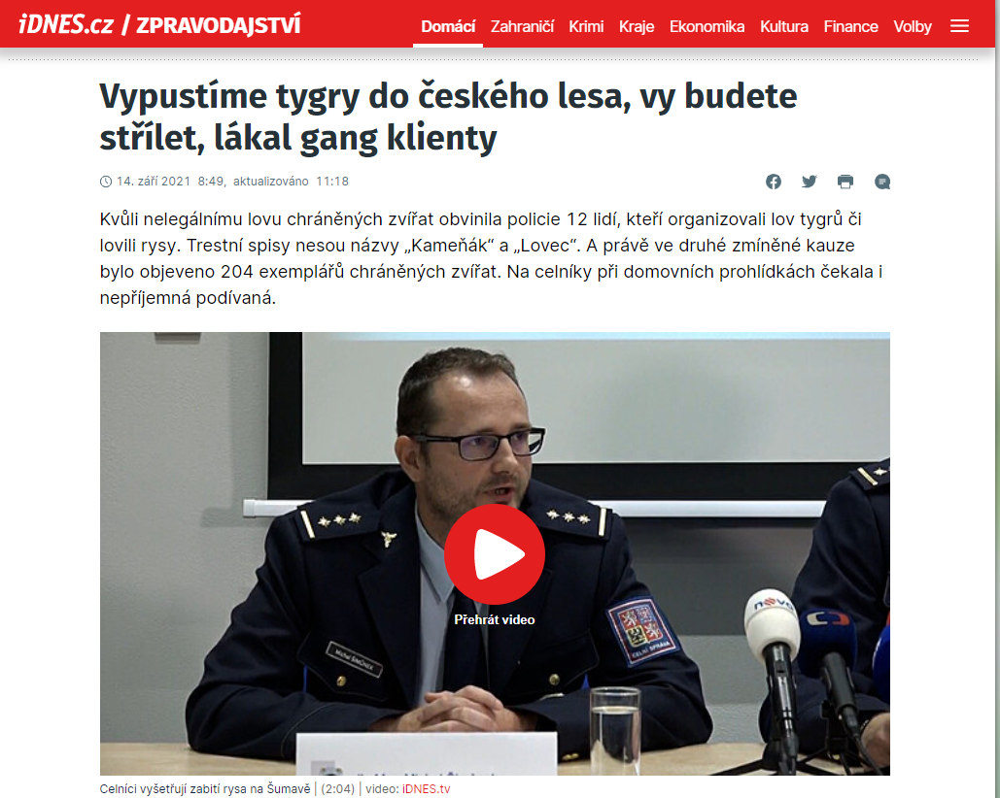 iDNES.cz / ZPRAVODAJSTVÍ
Domácí Zahraničí Krimi Kraje Ekonomika Kultura Finance Volby
Vypustíme tygry do českého lesa, vy budete
střílet, lákal gang klienty
14. září 2021 8:49, aktualizováno 11:18
Kvůli nelegálnímu lovu chráněných zvířat obvinila policie 12 lidí, kteří organizovali lov tygrů či
lovili rysy. Trestní spisy nesou názvy „Kameňák“ a „Lovec“. A právě ve druhé zmíněné kauze
bylo objeveno 204 exemplářů chráněných zvířat. Na celníky při domovních prohlídkách čekala i
nepříjemná podívaná.
nova
Přehrát video
CELNÍ SPRÁVA
Celníci vyšetřují zabití rysa na Šumavě | (2:04) | video: iDNES.tv